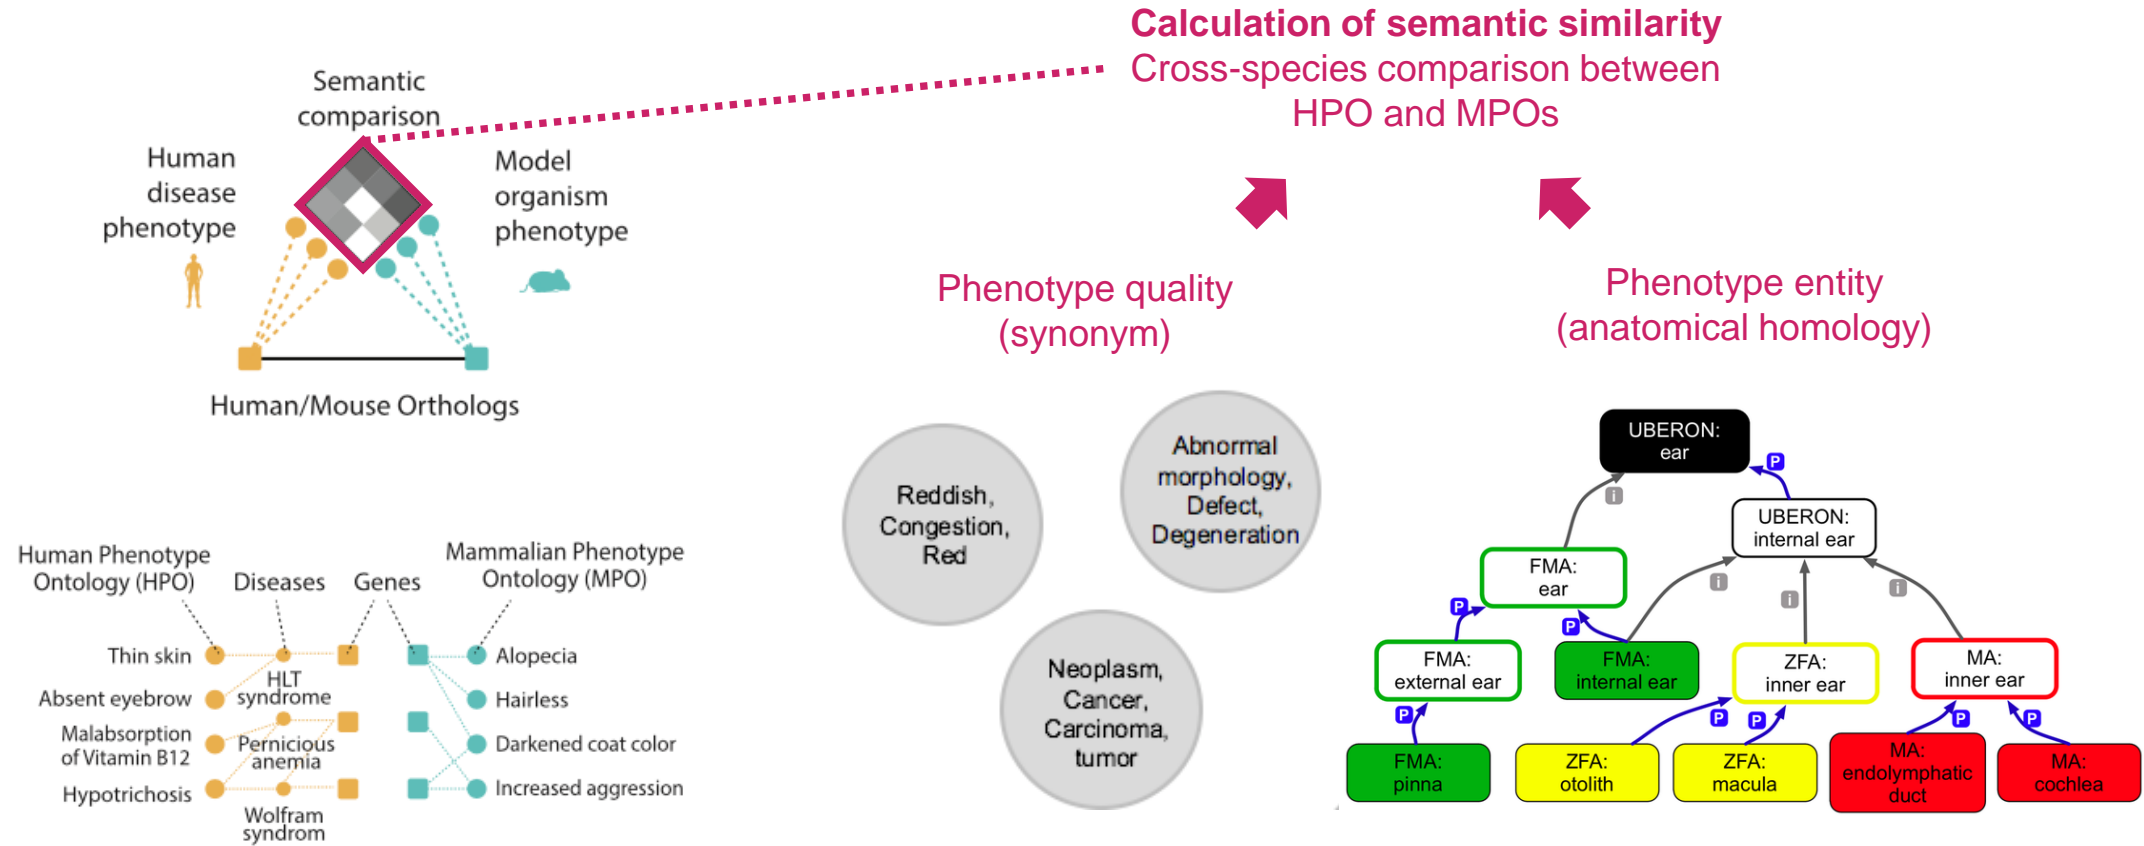 Calculation of semantic similarity
Cross-species comparison between
HPO and MPOs
Semantic
comparison
Human
disease
phenotype
Model
organism
phenotype
Human/Mouse Orthologs
Phenotype quality
(synonym)
Phenotype entity
(anatomical homology)
Human Phenotype
Ontology (HPO)
Diseases
Genes
Mammalian Phenotype
Ontology (MPO)
Thin skin
Absent eyebrow
Malabsorption
of Vitamin B12
Hypotrichosis
HLT
syndrome
Pernicious
anemia
Wolfram
syndrom
Alopecia
Hairless
Darkened coat color
Increased aggression
Reddish,
Congestion,
Red
Abnormal
morphology,
Defect,
Degeneration
Neoplasm,
Cancer,
Carcinoma,
tumor
UBERON:
ear
P
i
UBERON:
internal ear
FMA:
ear
i
i
i
P
P
FMA:
external ear
FMA:
internal ear
ZFA:
inner ear
MA:
inner ear
P
P
P
P
P
FMA:
pinna
ZFA:
otolith
ZFA:
macula
MA:
endolymphatic
duct
MA:
cochlea